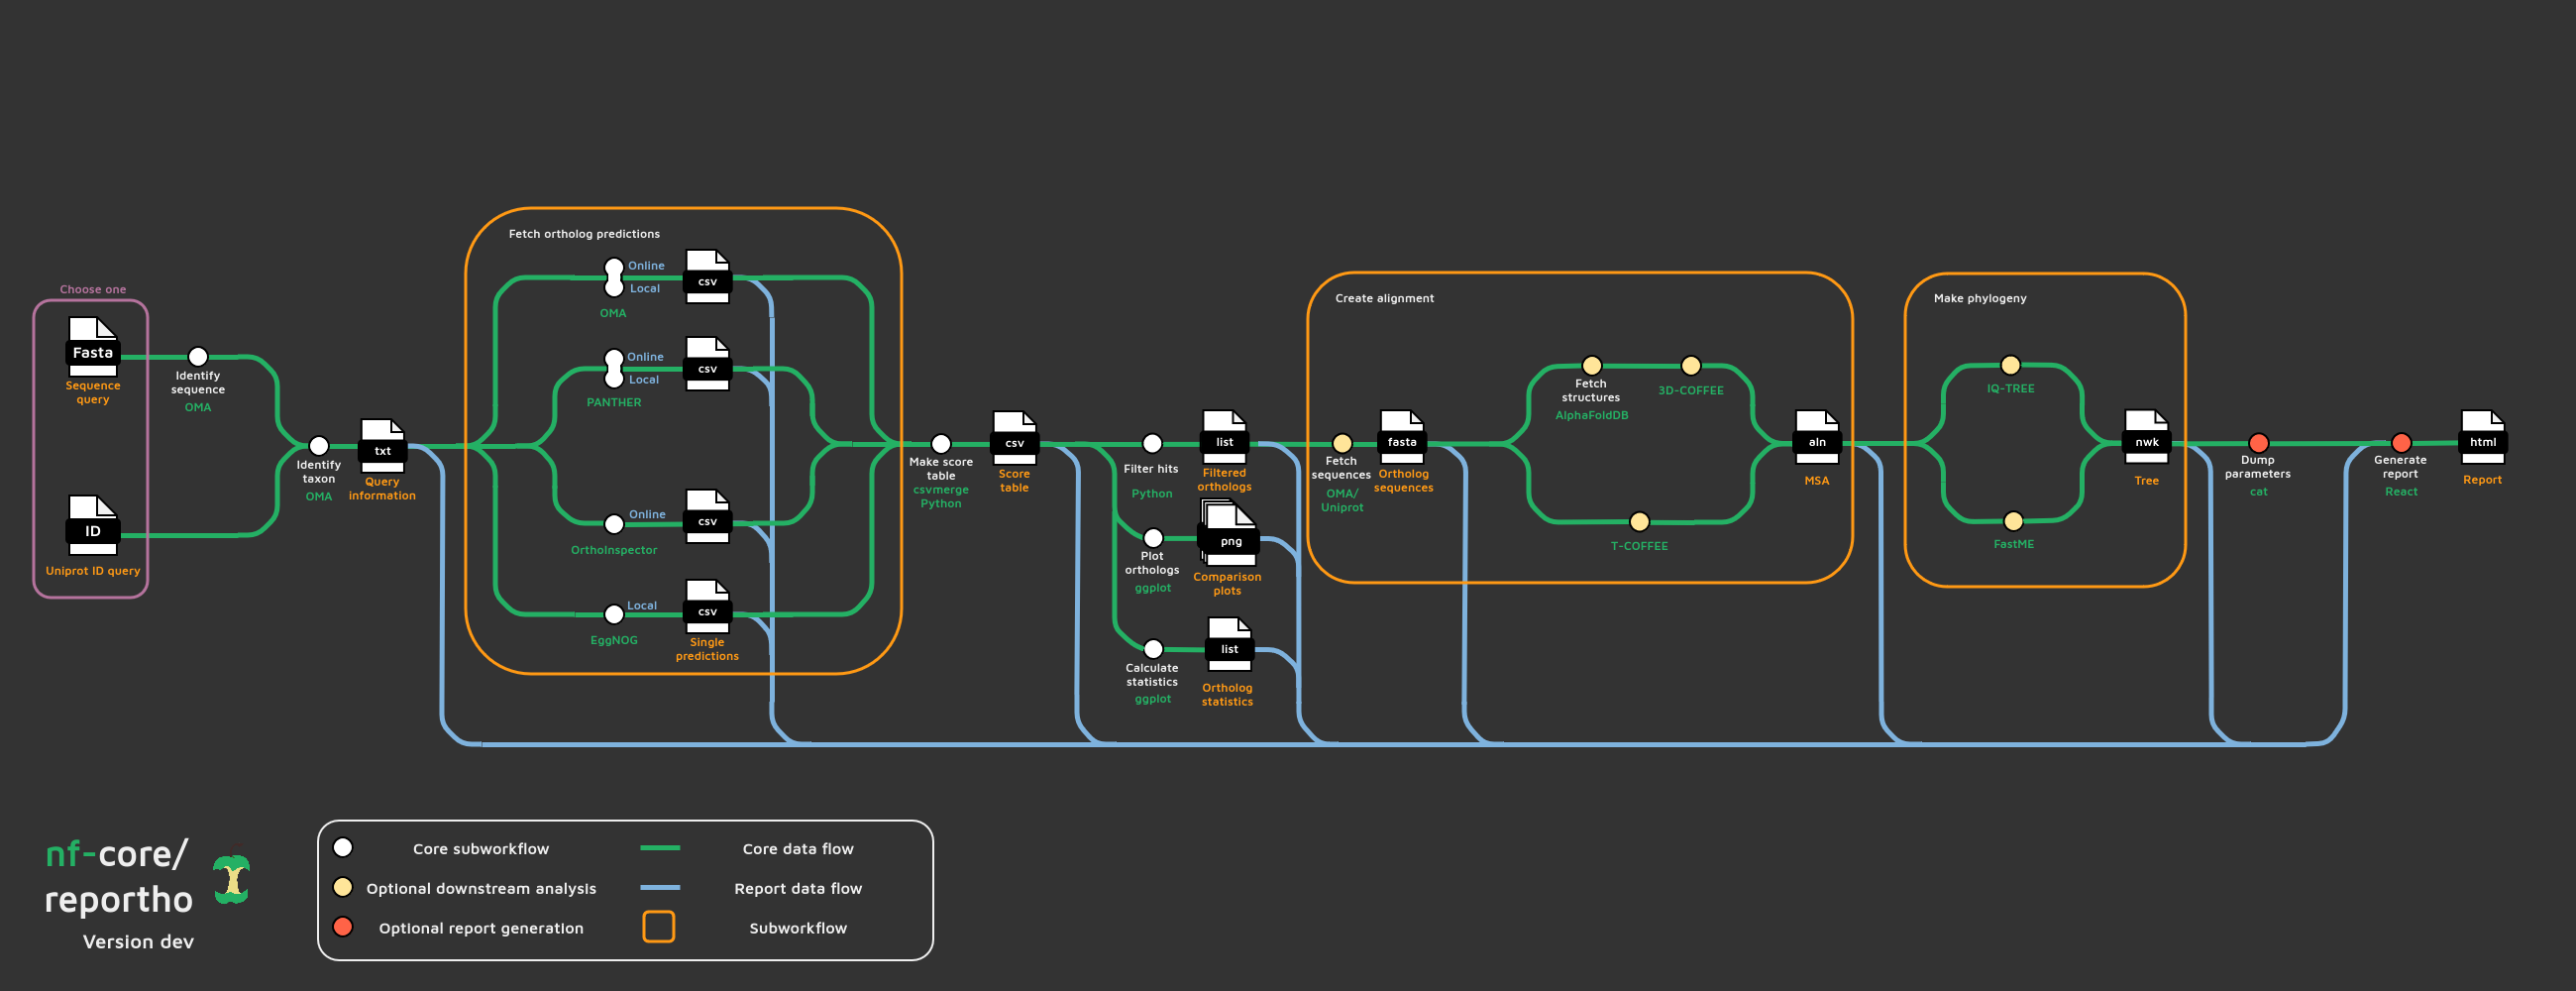 Choose one
Fasta
Sequence
query
ID
Uniprot ID query
Identify
sequence
OMA
Identify
taxon
OMA
txt
Query
information
Fetch ortholog predictions
Online
Local
OMA
csv
Online
Local
PANTHER
csv
Online
OrthoInspector
csv
Local
EggNOG
csv
Single
predictions
Make score
table
csvmerge
Python
csv
Score
table
Filter hits
Python
list
Filtered
orthologs
Plot
orthologs
ggplot
png
Comparison
plots
Calculate
statistics
ggplot
list
Ortholog
statistics
Create alignment
Fetch
sequences
OMA/
Uniprot
fasta
Ortholog
sequences
Fetch
structures
AlphaFoldDB
3D-COFFEE
T-COFFEE
aln
MSA
Make phylogeny
IQ-TREE
FastME
nwk
Tree
Dump
parameters
cat
Generate
report
React
html
Report
nf-core/
reportho
Version dev
Core subworkflow
Optional downstream analysis
Optional report generation
Core data flow
Report data flow
Subworkflow